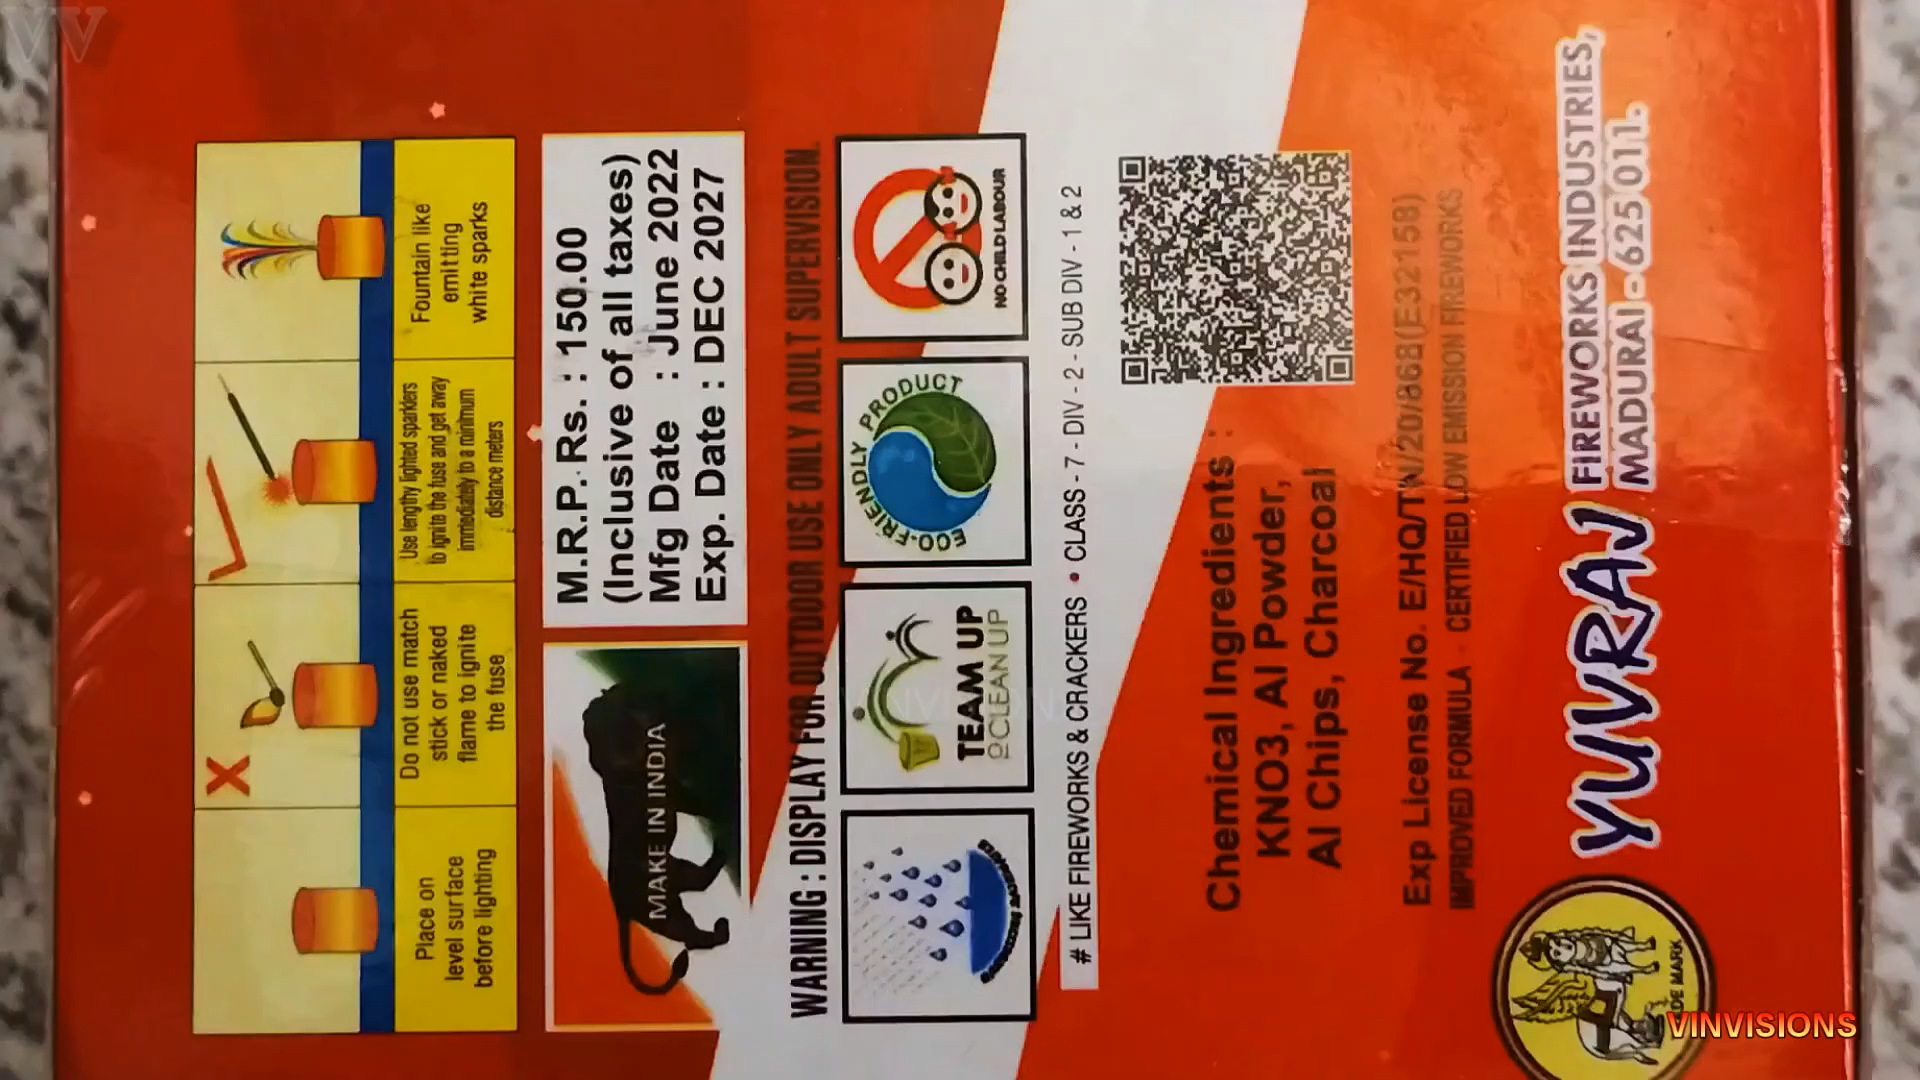 Place on
level surface
before lighting
Do not use match
stick or naked
flame to ignite
the fuse
Use lengthy lighted sparklers
to ignite the fuse and get away
immediately to a minimum
distance meters
Fountain like
emitting
white sparks
X
MAKE IN INDIA
M.R.P. Rs. : 150.00
(Inclusive of all taxes)
Mfg Date : June 2022
Exp. Date : DEC 2027
WARNING : DISPLAY FOR OUTDOOR USE ONLY ADULT SUPERVISION.
TEAM UP
2 CLEAN UP
ECO-FRIENDLY PRODUCT
NO CHILD LABOUR
# LIKE FIREWORKS & CRACKERS • CLASS - 7 - DIV - 2 - SUB DIV - 1 & 2
Chemical Ingredients :
KNO3, Al Powder,
Al Chips, Charcoal
Exp License No. E/HQ/TN/20/868(E32158)
IMPROVED FORMULA - CERTIFIED LOW EMISSION FIREWORKS
YUVRAJ FIREWORKS INDUSTRIES,
MADURAI - 625 011.
MARK
VINVISIONS
VV
VINVISIONS